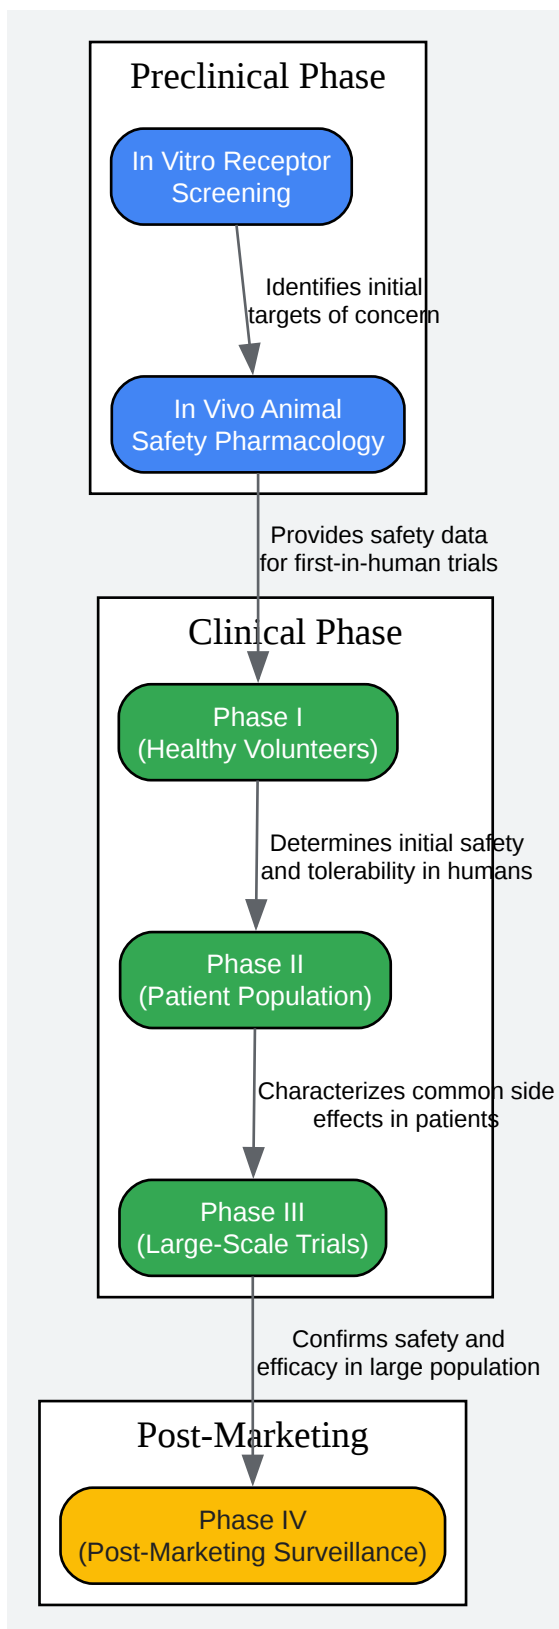 Preclinical Phase
In Vitro Receptor
Screening
Identifies initial
targets of concern
In Vivo Animal
Safety Pharmacology
Provides safety data
for first-in-human trials
Clinical Phase
Phase I
(Healthy Volunteers)
Determines initial safety
and tolerability in humans
Phase II
(Patient Population)
Characterizes common side
effects in patients
Phase III
(Large-Scale Trials)
Confirms safety and
efficacy in large population
Post-Marketing
Phase IV
(Post-Marketing Surveillance)